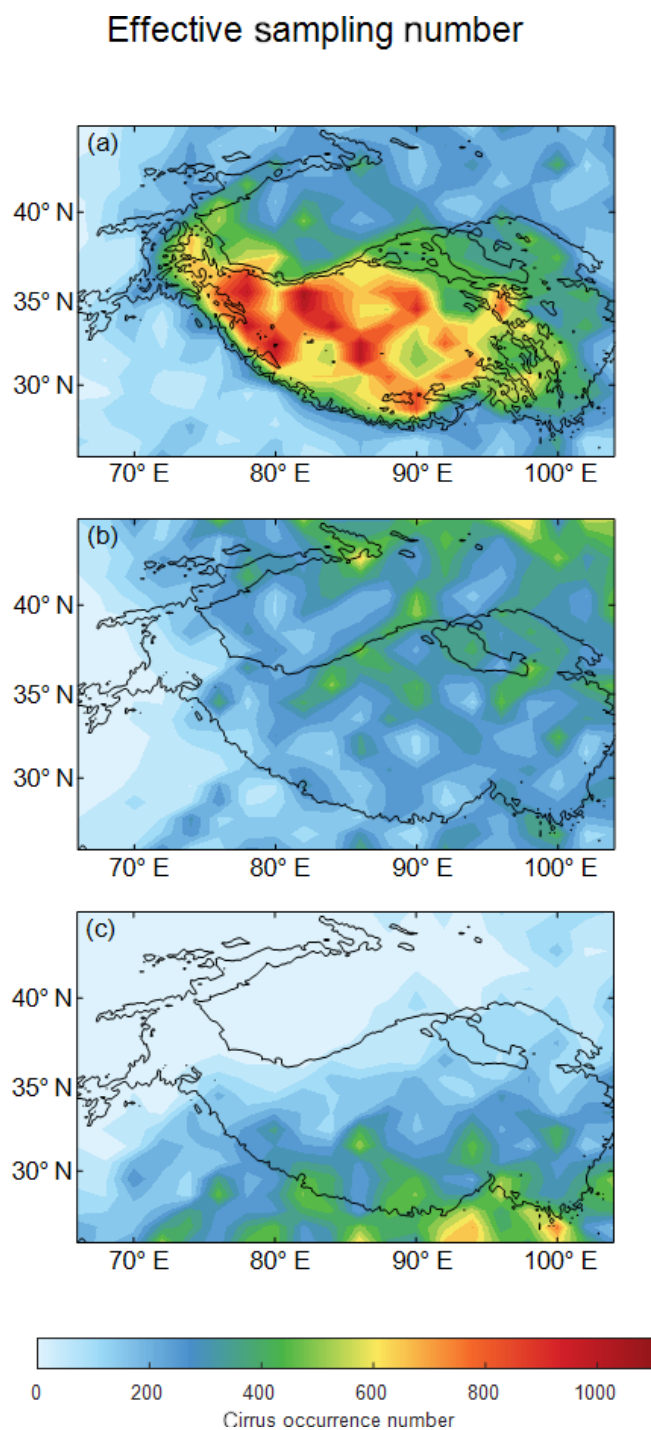 Effective sampling number
(a)
40° N
35° N
30° N
70° E 80° E 90° E 100° E
(b)
40° N
35° N
30° N
70° E 80° E 90° E 100° E
(c)
40° N
35° N
30° N
70° E 80° E 90° E 100° E
0 200 400 600 800 1000
Cirrus occurrence number